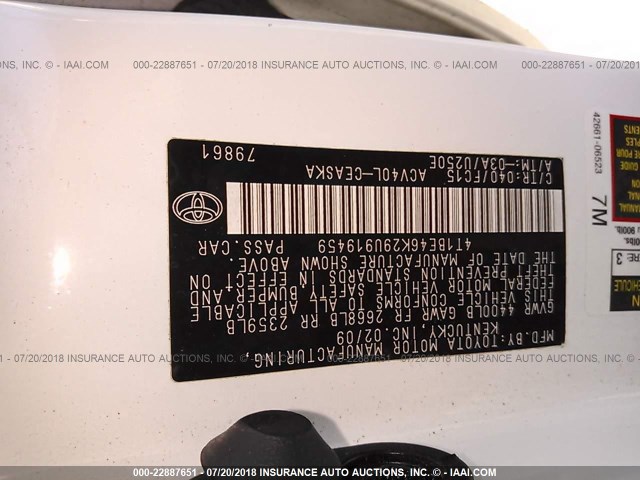 000-22887651 / 07/20/2018 INSURANCE AUTO AUCTIONS, INC. - IAAI.COM
MFD.BY:TOYOTA MOTOR MANUFACTURING,
KENTUCKY, INC. 02/09
GVWR 4400LB GAWR FR 2668LB RR 2359LB
THIS VEHICLE CONFORMS TO ALL APPLICABLE
FEDERAL MOTOR VEHICLE SAFETY, BUMPER, AND
THEFT PREVENTION STANDARDS IN EFFECT ON
THE DATE OF MANUFACTURE SHOWN ABOVE.
4T1BE46K29U919459 PASS.CAR
C/TR:040/FC15 ACV40L-CEASKA 79861
A/TM:-03A/U250E
42661-06523
7M
000-22887651 / 07/20/2018 INSURANCE AUTO AUCTIONS, INC. - IAAI.COM